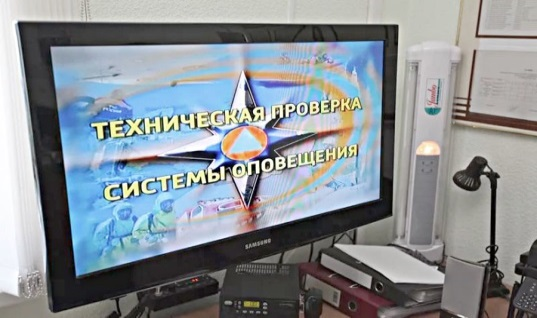 ТЕХНИЧЕСКАЯ ПРОВЕРКА
СИСТЕМЫ ОПОВЕЩЕНИЯ
SAMSUNG